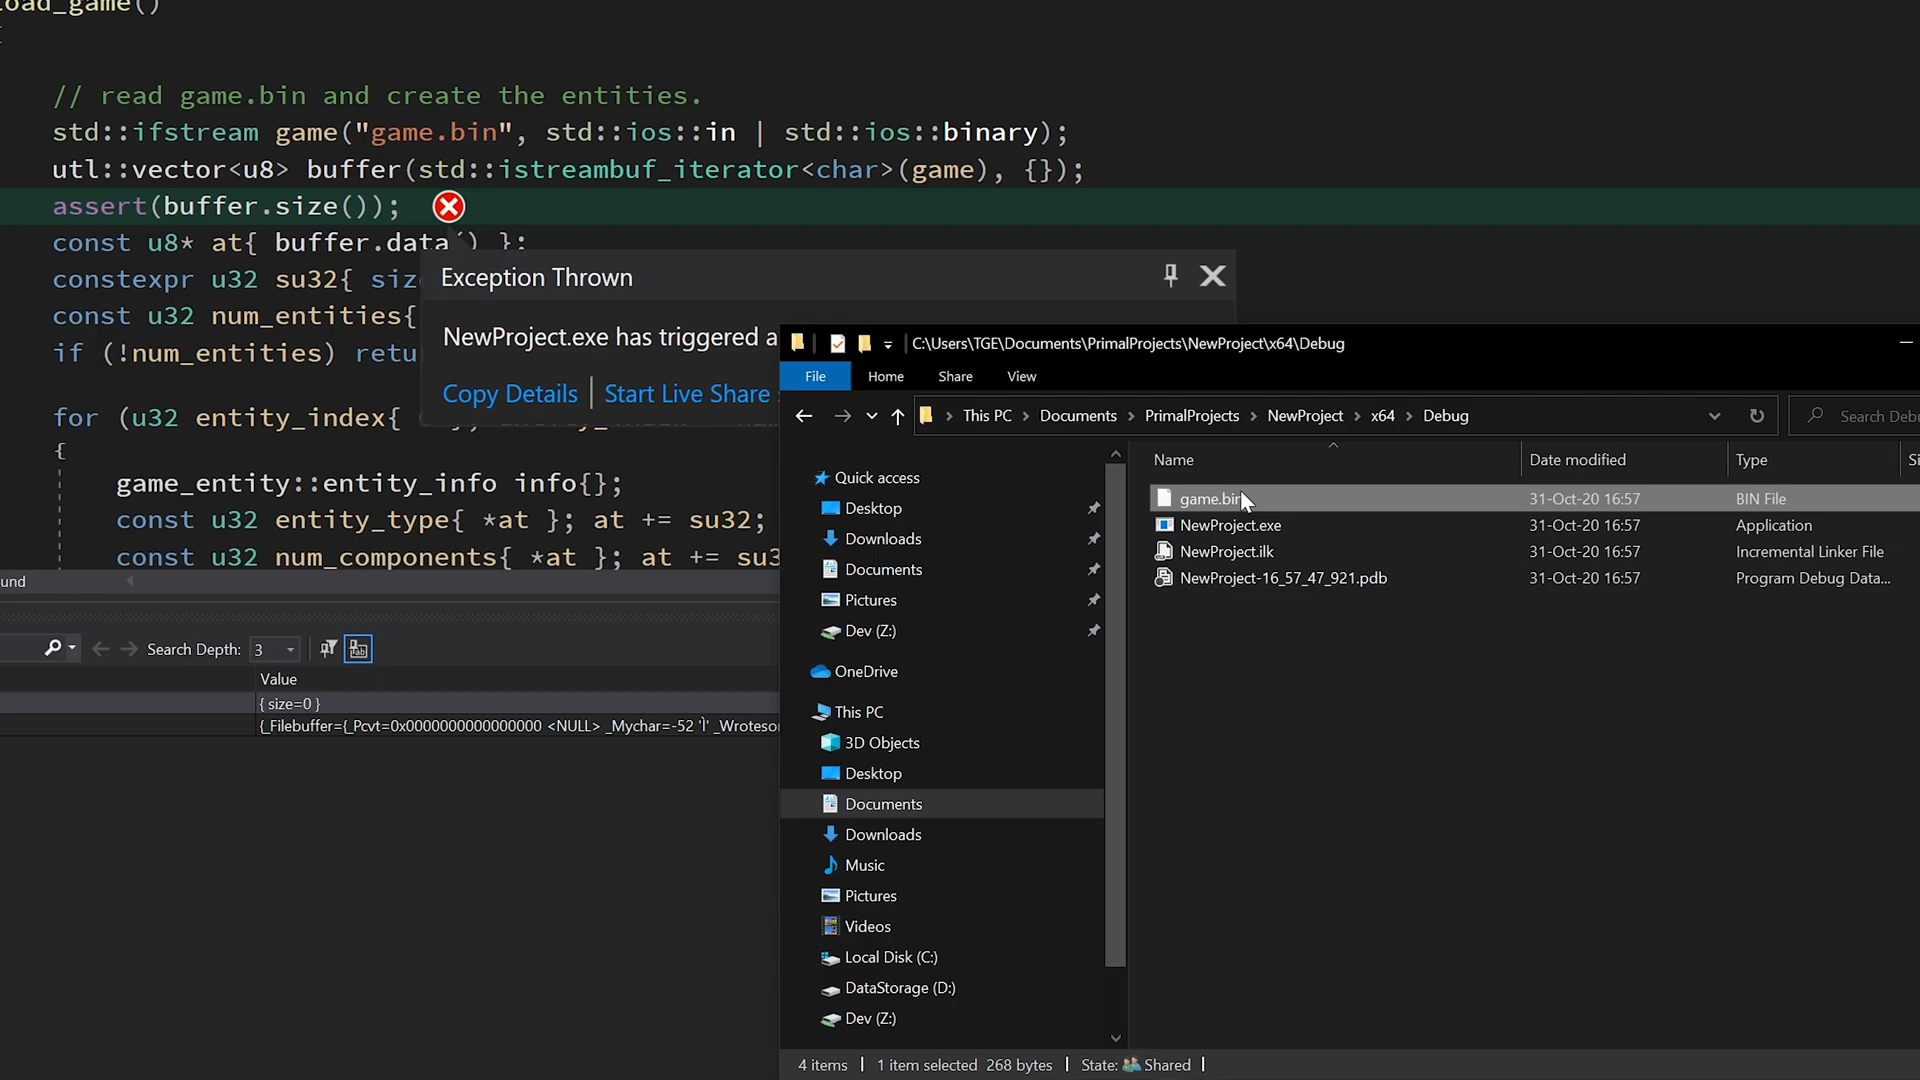 load_game()
// read game.bin and create the entities.
std::ifstream game("game.bin", std::ios::in | std::ios::binary);
utl::vector<u8> buffer(std::istreambuf_iterator<char>(game), {});
assert(buffer.size());
const u8* at{ buffer.data() };
constexpr u32 su32{
const u32 num_entities{
if (!num_entities)
for (u32 entity_index{
{
game_entity::entity_info info{};
const u32 entity_type{ *at }; at += su32;
const u32 num_components{ *at }; at +=
Exception Thrown
NewProject.exe has triggered a
Copy Details | Start Live Share
Search Depth: 3
Value
{ size=0 }
{_Filebuffer={_Pcvt=0x0000000000000000 <NULL> _Mychar=-52 'Ì'
C:\Users\TGE\Documents\PrimalProjects\NewProject\x64\Debug
File Home Share View
This PC > Documents > PrimalProjects > NewProject > x64 > Debug
Search
Name Date modified Type
game.bin 31-Oct-20 16:57 BIN File
NewProject.exe 31-Oct-20 16:57 Application
NewProject.ilk 31-Oct-20 16:57 Incremental Linker File
NewProject-16_57_47_921.pdb 31-Oct-20 16:57 Program Debug Data...
Quick access
Desktop
Downloads
Documents
Pictures
Dev (Z:)
OneDrive
This PC
3D Objects
Desktop
Documents
Downloads
Music
Pictures
Videos
Local Disk (C:)
DataStorage (D:)
Dev (Z:)
4 items | 1 item selected 268 bytes | State: Shared |